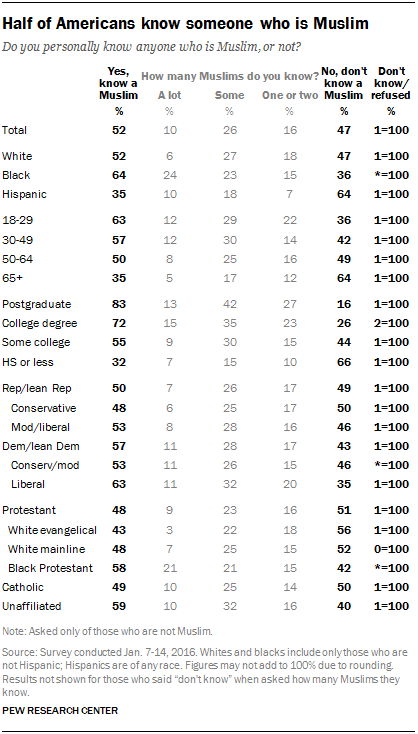 Half of Americans know someone who is Muslim
Do you personally know anyone who is Muslim, or not?
Yes, know a Muslim How many Muslims do you know? No, don't know a Muslim Don't know/ refused
A lot Some One or two
% % % % % %
Total 52 10 26 16 47 1=100
White 52 6 27 18 47 1=100
Black 64 24 23 15 36 *=100
Hispanic 35 10 18 7 64 1=100
18-29 63 12 29 22 36 1=100
30-49 57 12 30 14 42 1=100
50-64 50 8 25 16 49 1=100
65+ 35 5 17 12 64 1=100
Postgraduate 83 13 42 27 16 1=100
College degree 72 15 35 23 26 2=100
Some college 55 9 30 15 44 1=100
HS or less 32 7 15 10 66 1=100
Rep/lean Rep 50 7 26 17 49 1=100
Conservative 48 6 25 17 50 1=100
Mod/liberal 53 8 28 16 46 1=100
Dem/lean Dem 57 11 28 17 43 1=100
Conserv/mod 53 11 26 15 46 *=100
Liberal 63 11 32 20 35 1=100
Protestant 48 9 23 16 51 1=100
White evangelical 43 3 22 18 56 1=100
White mainline 48 7 25 15 52 0=100
Black Protestant 58 21 21 15 42 *=100
Catholic 49 10 25 14 50 1=100
Unaffiliated 59 10 32 16 40 1=100
Note: Asked only of those who are not Muslim.
Source: Survey conducted Jan. 7-14, 2016. Whites and blacks include only those who are
not Hispanic; Hispanics are of any race. Figures may not add to 100% due to rounding.
Results not shown for those who said “don't know” when asked how many Muslims they
know.
PEW RESEARCH CENTER